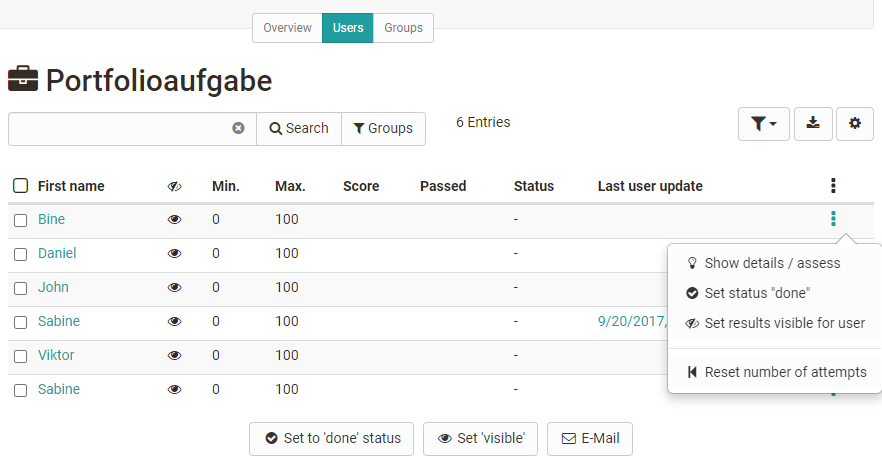 Overview Users Groups
Portfolioaufgabe
Search Groups 6 Entries
First name Min. Max. Score Passed Status Last user update
Bine 0 100 -
Daniel 0 100 -
Show details / assess
John 0 100 -
Set status "done"
Sabine 0 100 - 9/20/2017,
Set results visible for user
Viktor 0 100 -
Reset number of attempts
Sabine 0 100 -
Set to 'done' status Set 'visible' E-Mail